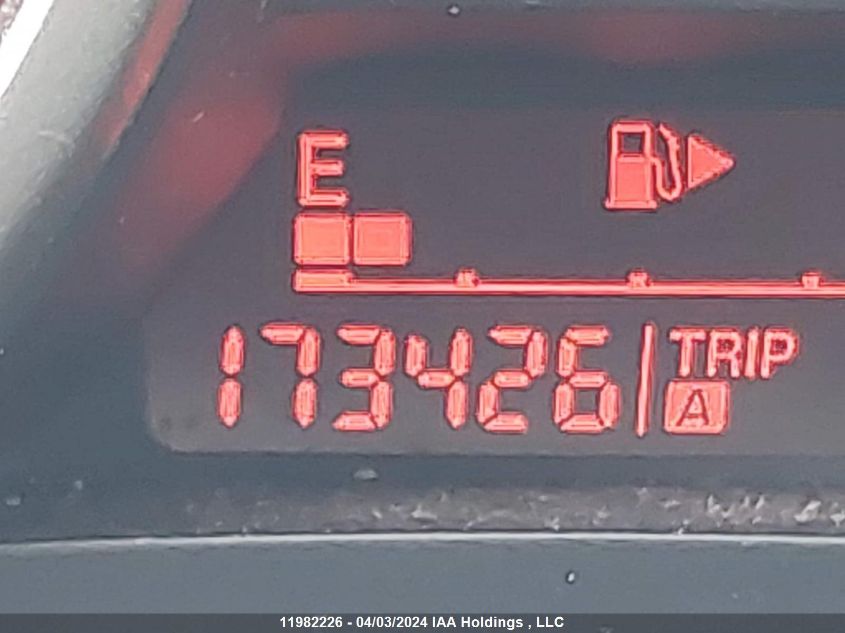 E
173426 TRIP
A
11982226 - 04/03/2024 IAA Holdings , LLC